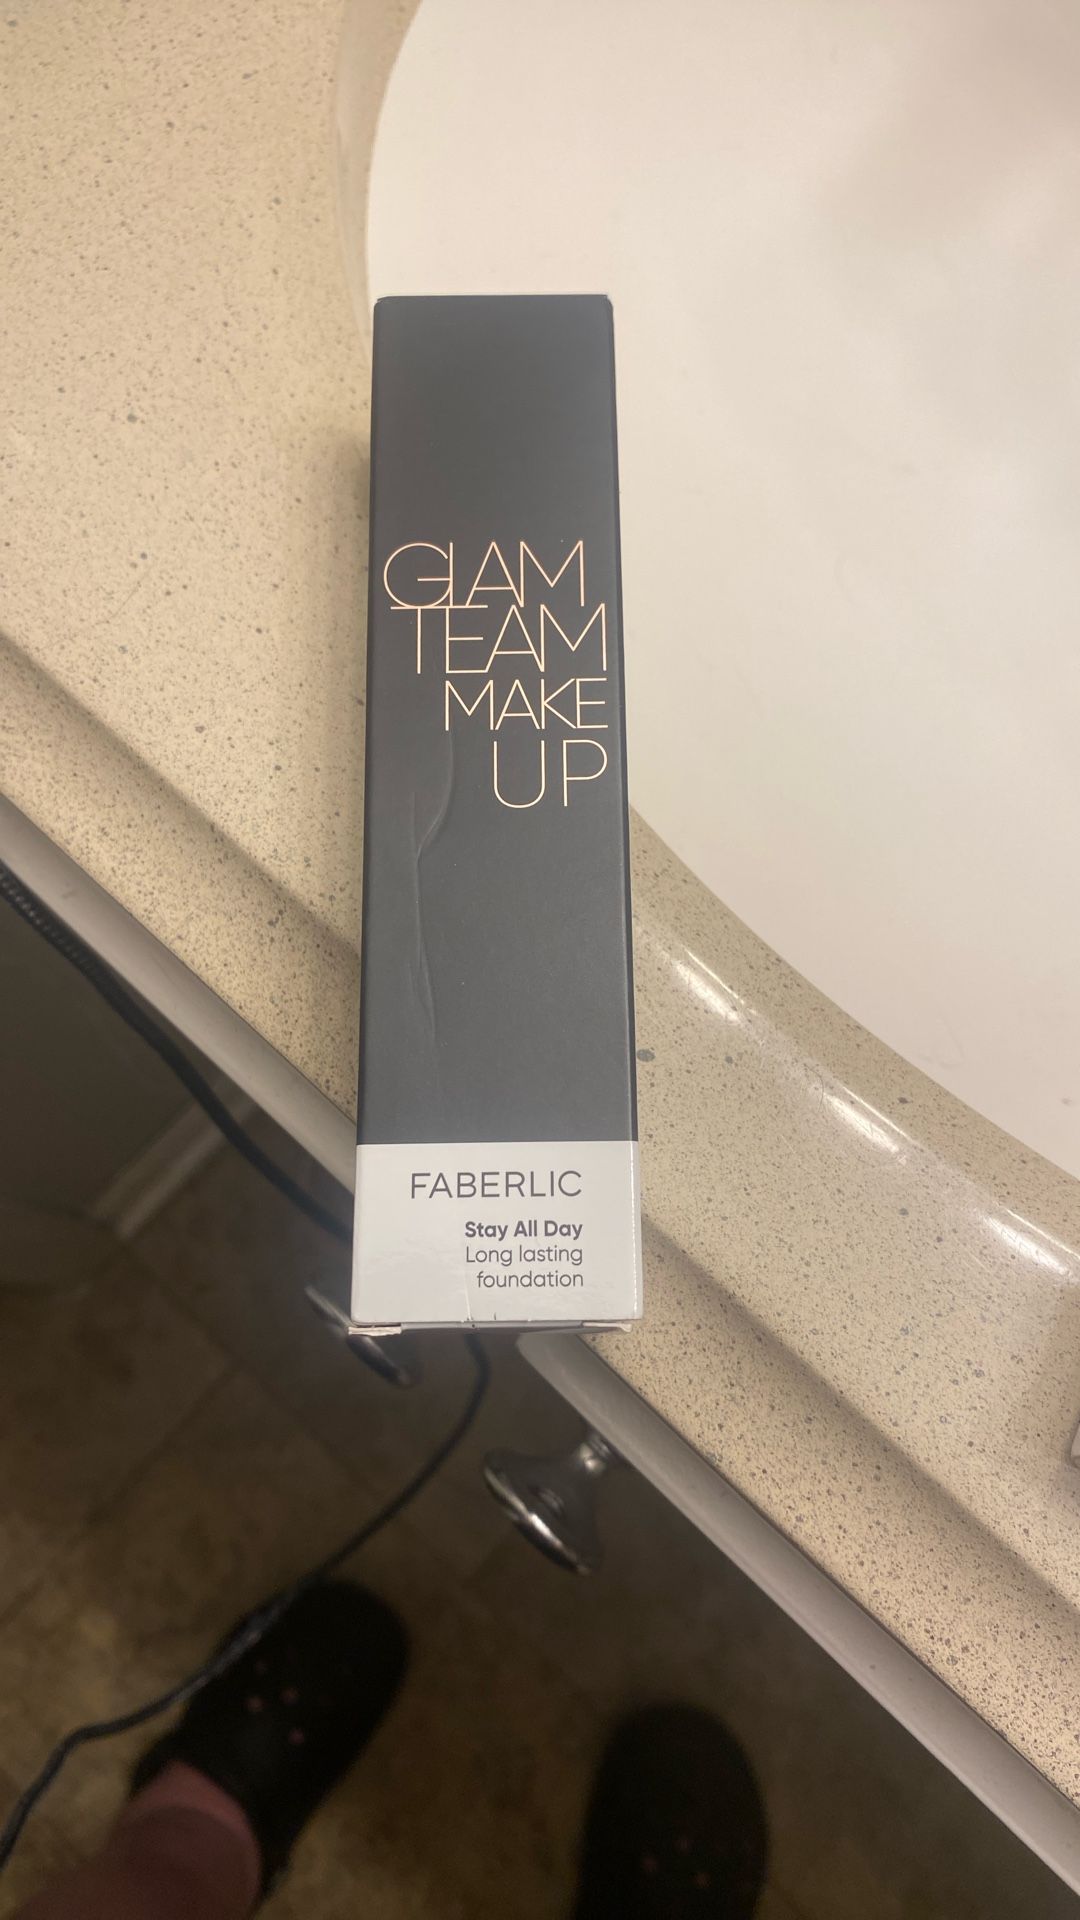 GLAM
TEAM
MAKE
UP
FABERLIC
Stay All Day
Long lasting
foundation